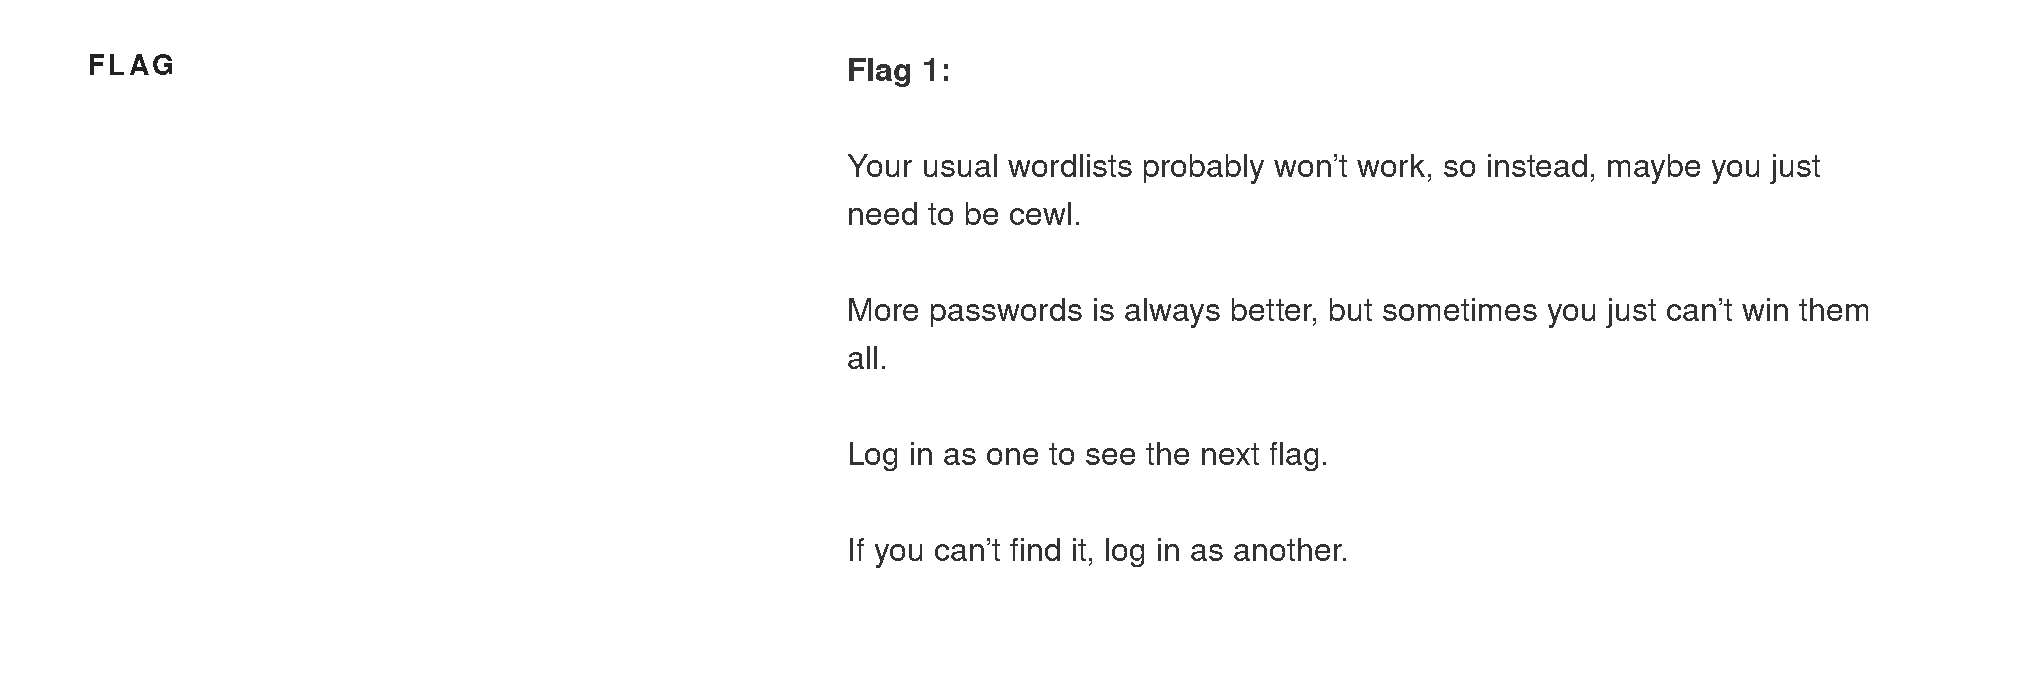 FLAG
Flag 1:
Your usual wordlists probably won’t work, so instead, maybe you just
need to be cewl.
More passwords is always better, but sometimes you just can’t win them
all.
Log in as one to see the next flag.
If you can’t find it, log in as another.